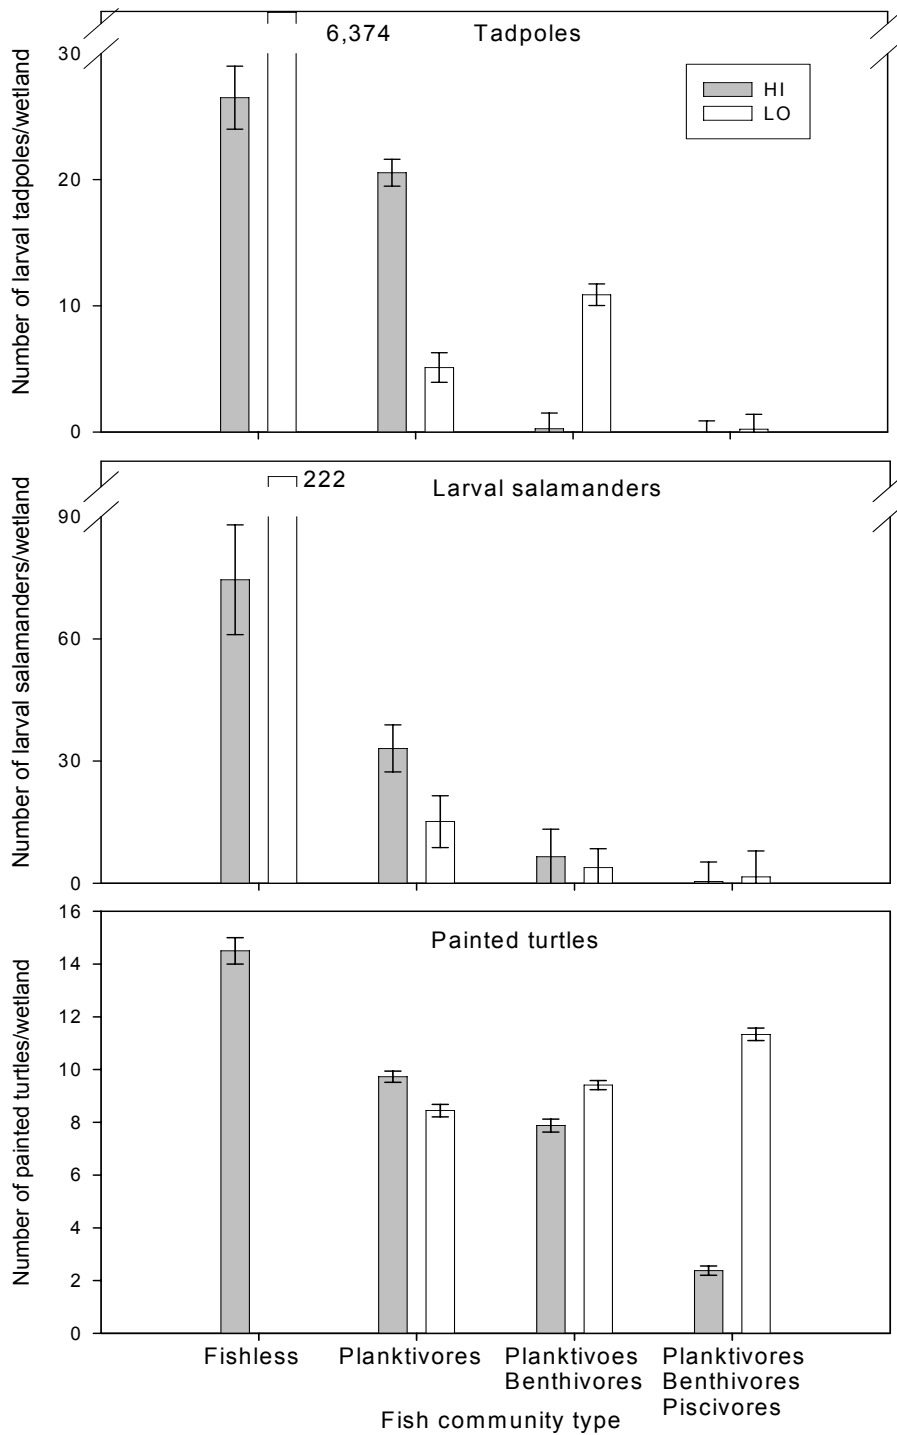 6,374
Tadpoles
Number of larval tadpoles/wetland
30
20
10
0
HI
LO
222
Larval salamanders
Number of larval salamanders/wetland
90
60
30
0
Painted turtles
Number of painted turtles/wetland
16
14
12
10
8
6
4
2
0
Fishless
Planktivores
Planktivoes
Benthivores
Planktivores
Benthivores
Piscivores
Fish community type